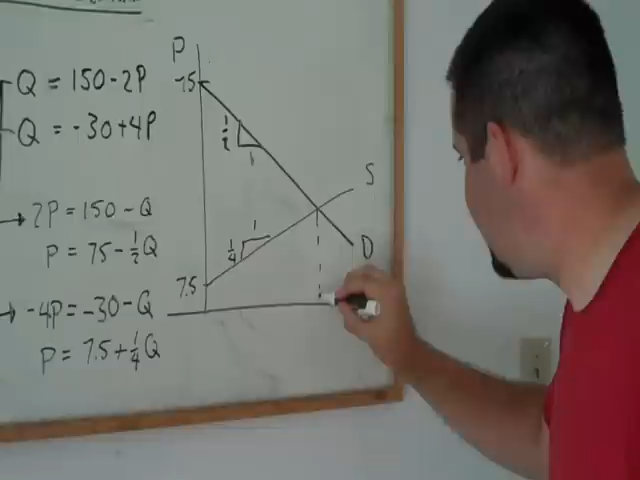 Q = 150-2P
Q = -30+4P
→ 2P = 150-Q
P = 75-1/2Q
→ -4P = -30-Q
P = 7.5+1/4Q
P
75
1/2
1
S
1
1/4
D
7.5